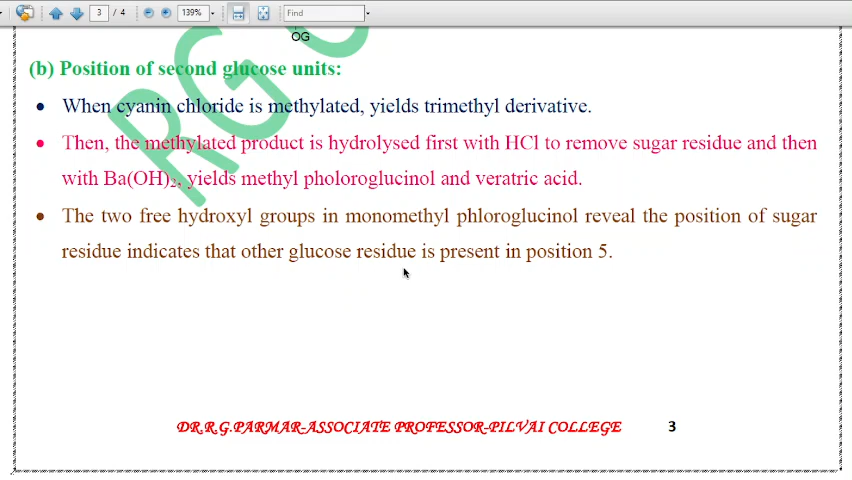 3 / 4 139% Find
OG
(b) Position of second glucose units:
• When cyanin chloride is methylated, yields trimethyl derivative.
• Then, the methylated product is hydrolysed first with HCl to remove sugar residue and then
with Ba(OH)2, yields methyl pholoroglucinol and veratric acid.
• The two free hydroxyl groups in monomethyl phloroglucinol reveal the position of sugar
residue indicates that other glucose residue is present in position 5.
RG
DR.R.G.PARMAR-ASSOCIATE PROFESSOR-PILVAI COLLEGE 3